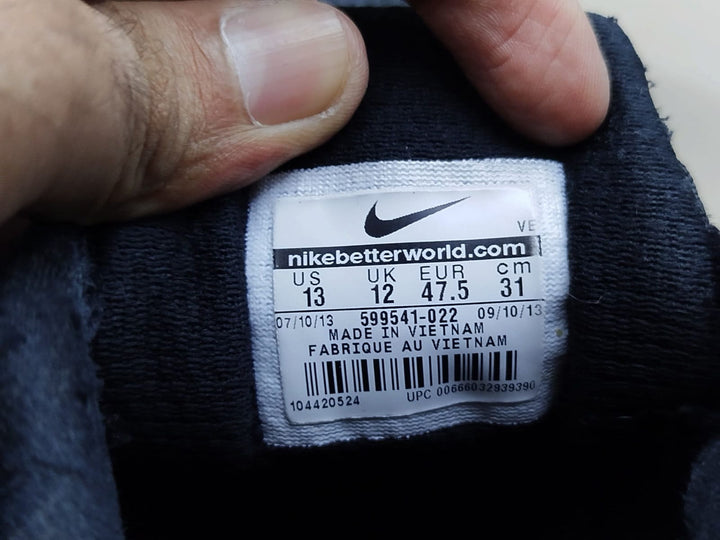 VE
nikebetterworld.com
US UK EUR cm
13 12 47.5 31
07/10/13 599541-022 09/10/13
MADE IN VIETNAM
FABRIQUE AU VIETNAM
104420524 UPC 00666032939390